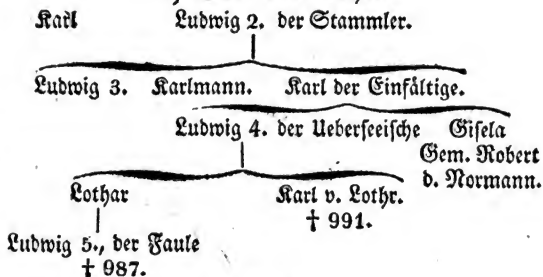 Karl Ludwig 2. der Stammler.
Ludwig 3. Karlmann. Karl der Einfältige.
Ludwig 4. der Ueberseeische Gisela
Gem. Robert
d. Normann.
Lothar Karl v. Lothr.
† 991.
Ludwig 5., der Faule
† 987.